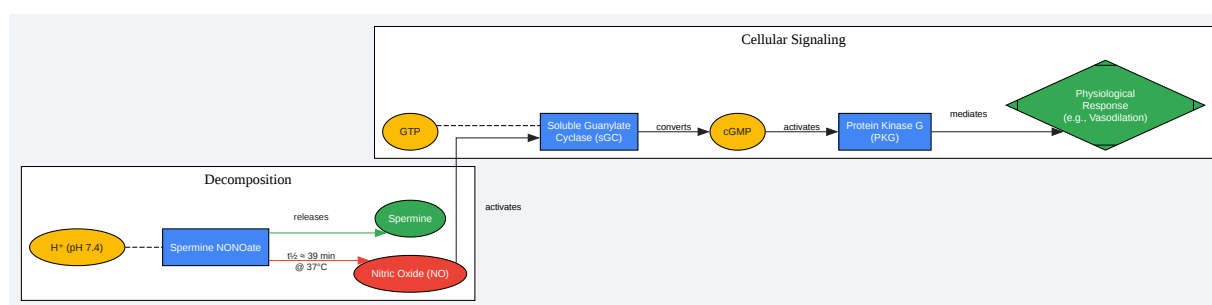 Cellular Signaling
Physiological
Response
(e.g., Vasodilation)
mediates
GTP
Soluble Guanylate
Cyclase (sGC)
converts
cGMP
activates
Protein Kinase G
(PKG)
Decomposition
activates
releases
Spermine
H⁺ (pH 7.4)
Spermine NONOate
t½ ≈ 39 min
@ 37°C
Nitric Oxide (NO)